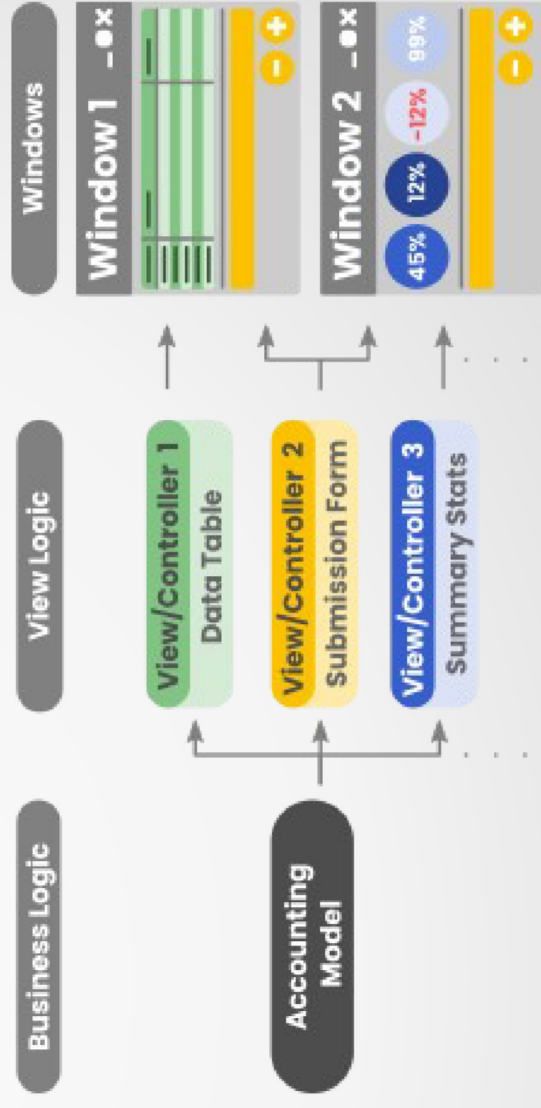 Business Logic
View Logic
Windows
Accounting
Model
View/Controller 1
Data Table
View/Controller 2
Submission Form
View/Controller 3
Summary Stats
Window 1
Window 2
45%
12%
-12%
99%